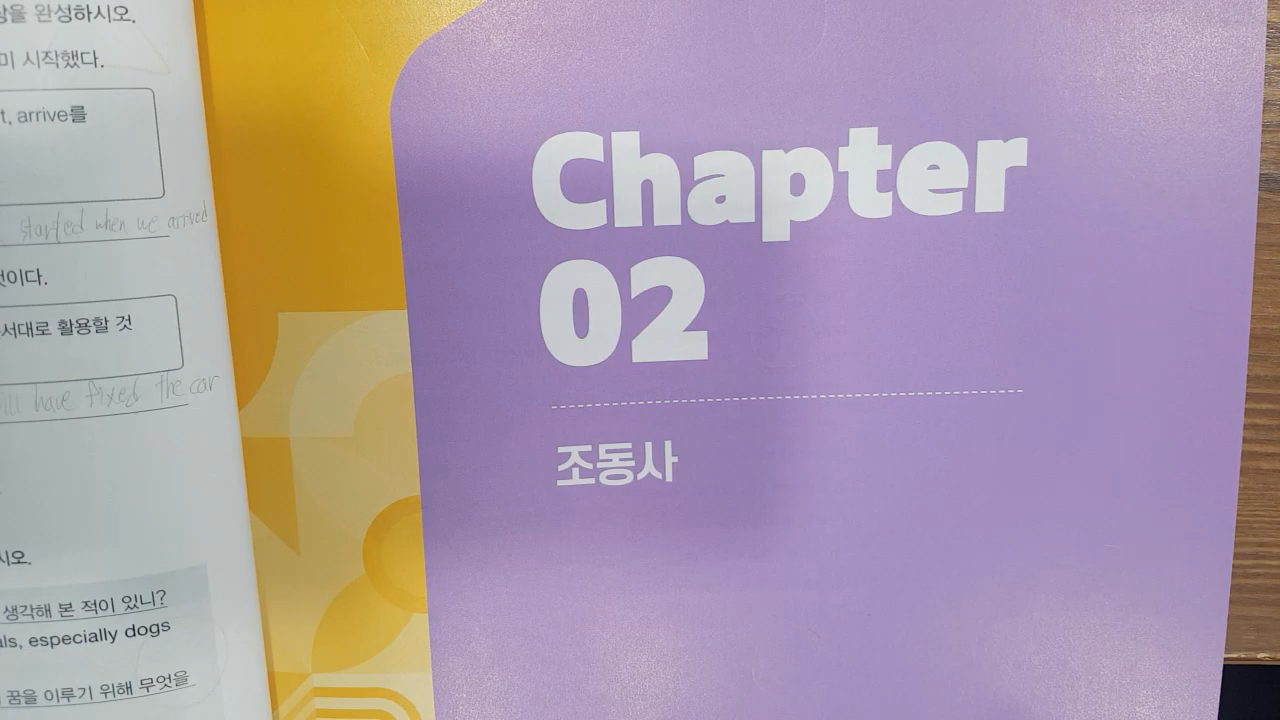 을 완성하시오.
미 시작했다.
t, arrive를
started when we arrived
것이다.
서대로 활용할 것
have fixed the car
시오.
생각해 본 적이 있니?
als, especially dogs
꿈을 이루기 위해 무엇을
Chapter
02
조동사